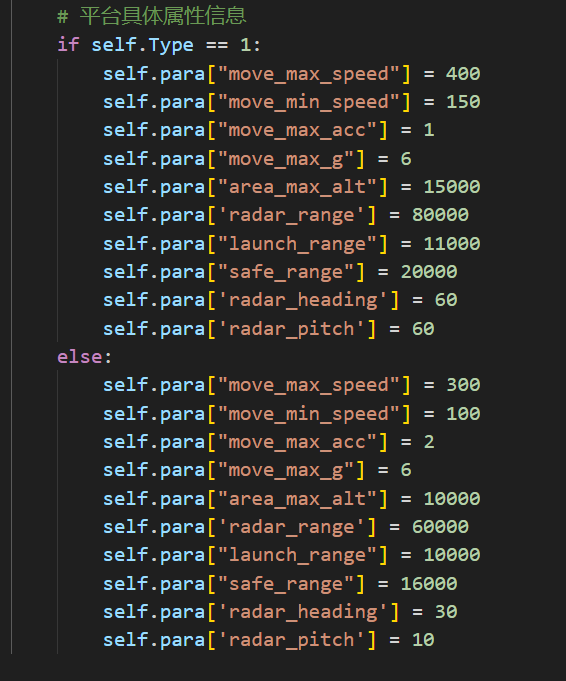 # 平台具体属性信息
if self.Type == 1:
self.para["move_max_speed"] = 400
self.para["move_min_speed"] = 150
self.para["move_max_acc"] = 1
self.para["move_max_g"] = 6
self.para["area_max_alt"] = 15000
self.para['radar_range'] = 80000
self.para["launch_range"] = 11000
self.para["safe_range"] = 20000
self.para['radar_heading'] = 60
self.para['radar_pitch'] = 60
else:
self.para["move_max_speed"] = 300
self.para["move_min_speed"] = 100
self.para["move_max_acc"] = 2
self.para["move_max_g"] = 6
self.para["area_max_alt"] = 10000
self.para['radar_range'] = 60000
self.para["launch_range"] = 10000
self.para["safe_range"] = 16000
self.para['radar_heading'] = 30
self.para['radar_pitch'] = 10